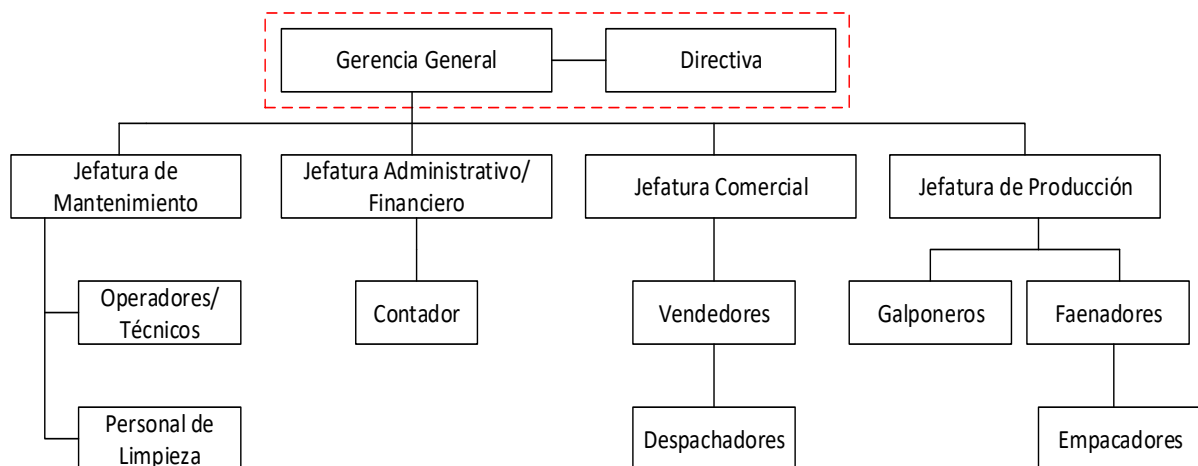 Gerencia General
Directiva
Jefatura de
Mantenimiento
Jefatura Administrativo/
Financiero
Jefatura Comercial
Jefatura de Producción
Operadores/
Técnicos
Contador
Vendedores
Galponeros
Faenadores
Personal de
Limpieza
Despachadores
Empacadores